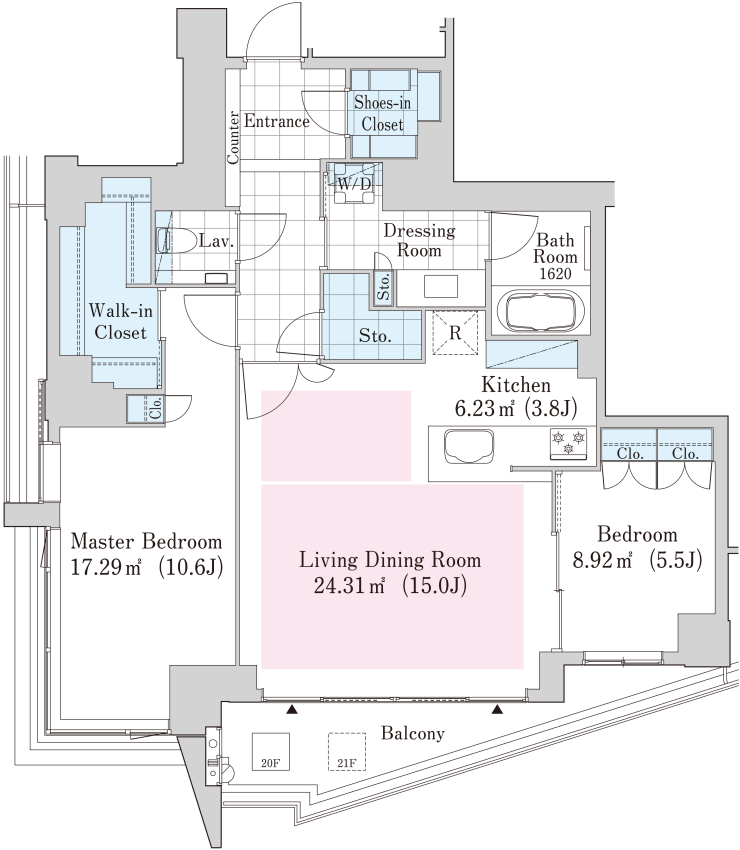 Counter
Entrance
Shoes-in
Closet
W/D
Lav.
Dressing
Room
Bath
Room
1620
Sto.
Sto.
Walk-in
Closet
R
Kitchen
6.23㎡ (3.8J)
Clo.
Clo.
Clo.
Master Bedroom
17.29㎡ (10.6J)
Living Dining Room
24.31㎡ (15.0J)
Bedroom
8.92㎡ (5.5J)
Balcony
20F
21F